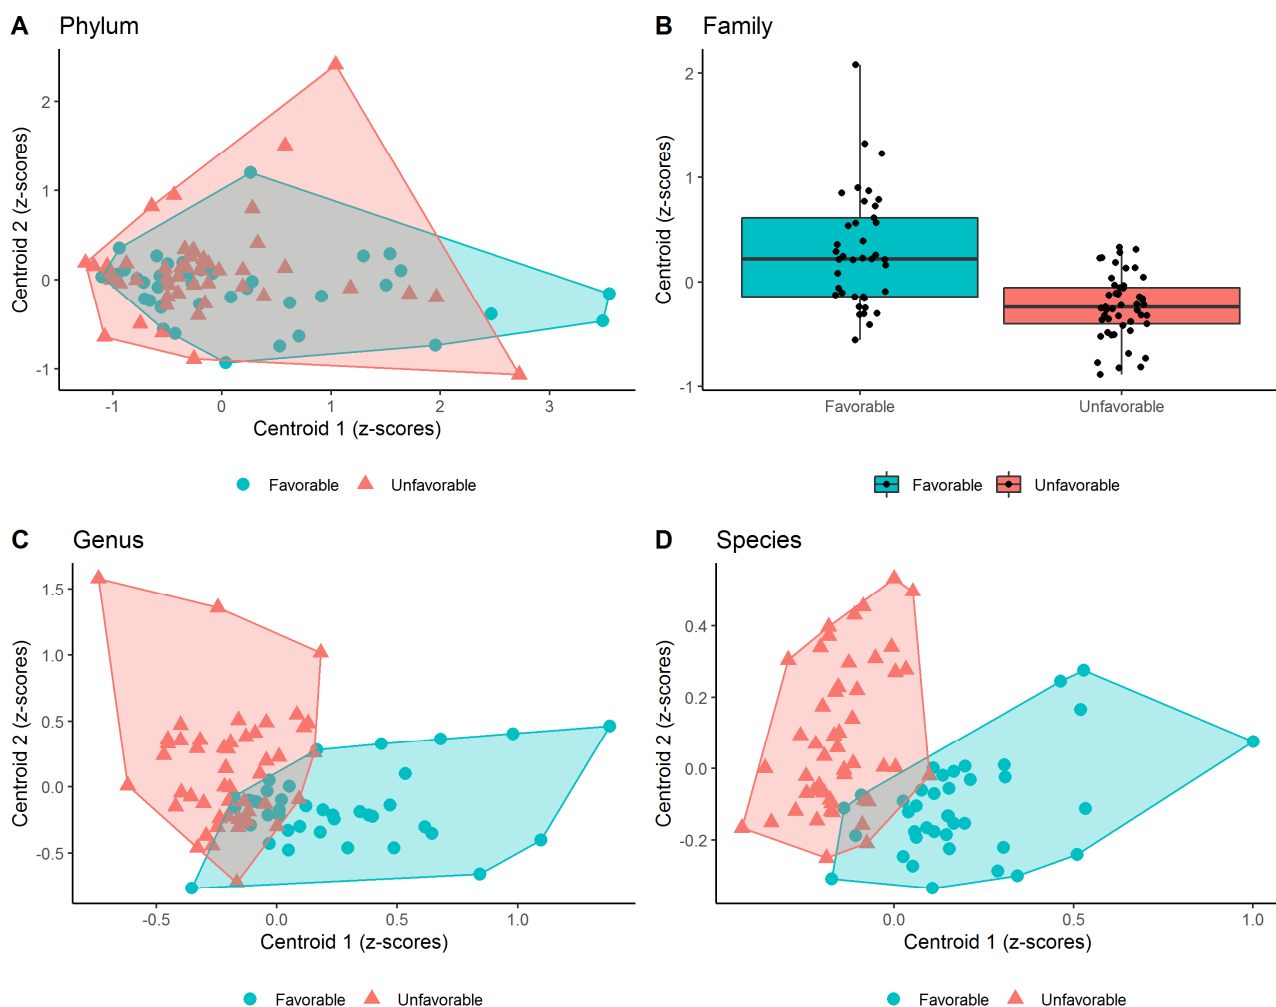 A Phylum
Centroid 2 (z-scores)
2
1
0
-1
-1 0 1 2 3
Centroid 1 (z-scores)
Favorable Unfavorable
B Family
Centroid (z-scores)
2
1
0
-1
Favorable Unfavorable
Favorable Unfavorable
C Genus
Centroid 2 (z-scores)
1.5
1.0
0.5
0.0
-0.5
-0.5 0.0 0.5 1.0
Centroid 1 (z-scores)
Favorable Unfavorable
D Species
Centroid 2 (z-scores)
0.4
0.2
0.0
-0.2
0.0 0.5 1.0
Centroid 1 (z-scores)
Favorable Unfavorable